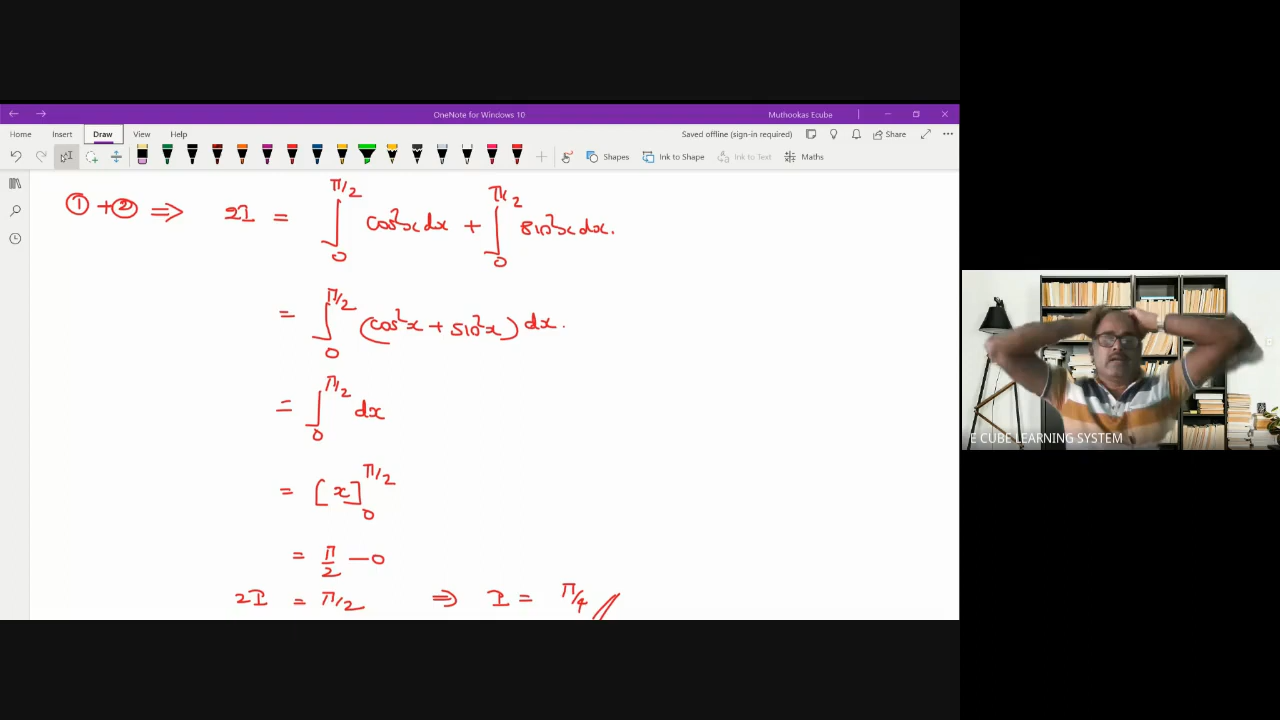 OneNote for Windows 10
Muthookas Ecube
Home Insert Draw View Help
Saved offline (sign-in required) Share
Shapes Ink to Shape Ink to Text Maths
① + ② ⇒ 2I = ∫₀^{π/2} cos²x dx + ∫₀^{π/2} sin²x dx.
= ∫₀^{π/2} (cos²x + sin²x) dx.
= ∫₀^{π/2} dx
= [x]₀^{π/2}
= π/2 − 0
2I = π/2 ⇒ I = π/4
E CUBE LEARNING SYSTEM